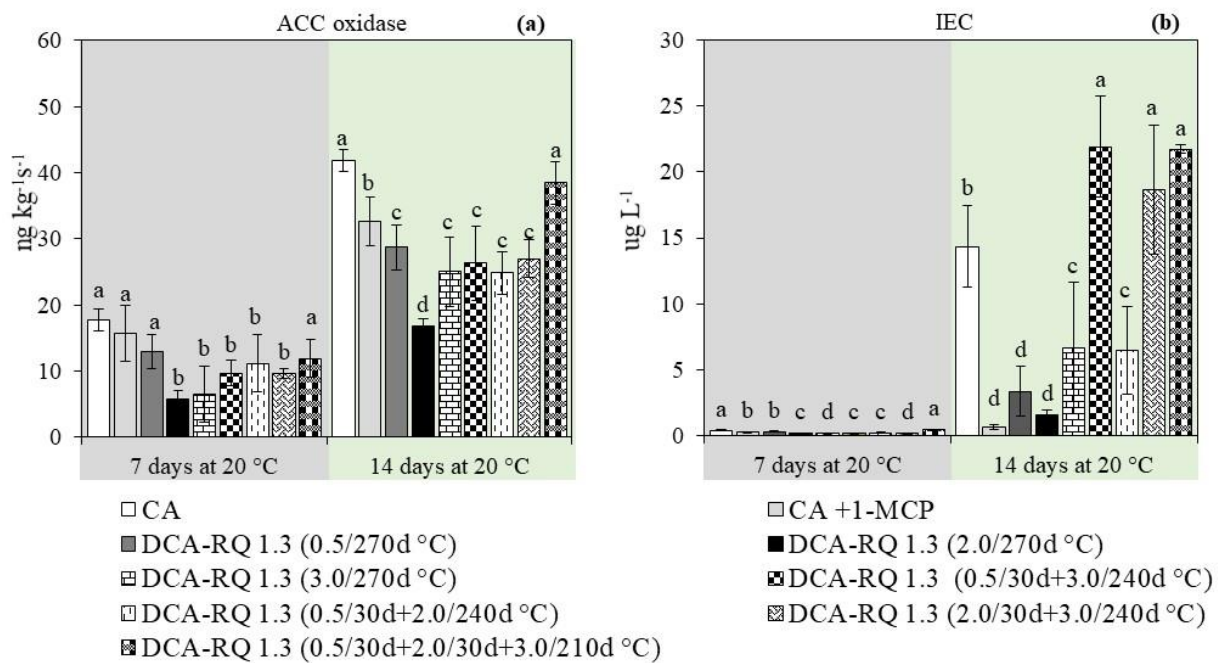 ACC oxidase (a)
60
50
40
30
20
10
0
ng kg⁻¹s⁻¹
a a a b b b b b a
a b c d c c c c a
7 days at 20 °C 14 days at 20 °C
IEC (b)
30
25
20
15
10
5
0
ug L⁻¹
a b b c d c c d a
b d d d c a c a a
7 days at 20 °C 14 days at 20 °C
CA CA +1-MCP
DCA-RQ 1.3 (0.5/270d °C) DCA-RQ 1.3 (2.0/270d °C)
DCA-RQ 1.3 (3.0/270d °C) DCA-RQ 1.3 (0.5/30d+3.0/240d °C)
DCA-RQ 1.3 (0.5/30d+2.0/240d °C) DCA-RQ 1.3 (2.0/30d+3.0/240d °C)
DCA-RQ 1.3 (0.5/30d+2.0/30d+3.0/210d °C)